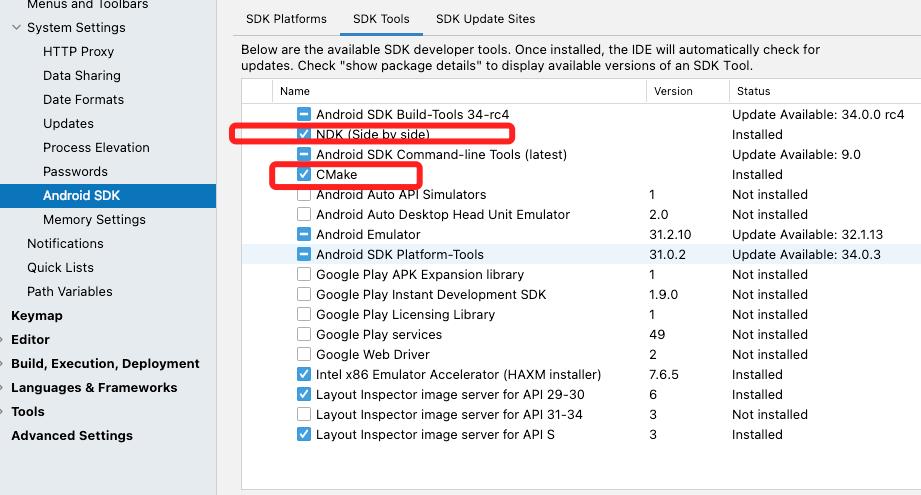 Menus and Toolbars
System Settings
HTTP Proxy
Data Sharing
Date Formats
Updates
Process Elevation
Passwords
Android SDK
Memory Settings
Notifications
Quick Lists
Path Variables
Keymap
Editor
Build, Execution, Deployment
Languages & Frameworks
Tools
Advanced Settings
SDK Platforms SDK Tools SDK Update Sites
Below are the available SDK developer tools. Once installed, the IDE will automatically check for
updates. Check "show package details" to display available versions of an SDK Tool.
Name Version Status
Android SDK Build-Tools 34-rc4 Update Available: 34.0.0 rc4
NDK (Side by side) Installed
Android SDK Command-line Tools (latest) Update Available: 9.0
CMake Installed
Android Auto API Simulators 1 Not installed
Android Auto Desktop Head Unit Emulator 2.0 Not installed
Android Emulator 31.2.10 Update Available: 32.1.13
Android SDK Platform-Tools 31.0.2 Update Available: 34.0.3
Google Play APK Expansion library 1 Not installed
Google Play Instant Development SDK 1.9.0 Not installed
Google Play Licensing Library 1 Not installed
Google Play services 49 Not installed
Google Web Driver 2 Not installed
Intel x86 Emulator Accelerator (HAXM installer) 7.6.5 Installed
Layout Inspector image server for API 29-30 6 Installed
Layout Inspector image server for API 31-34 3 Not installed
Layout Inspector image server for API S 3 Installed